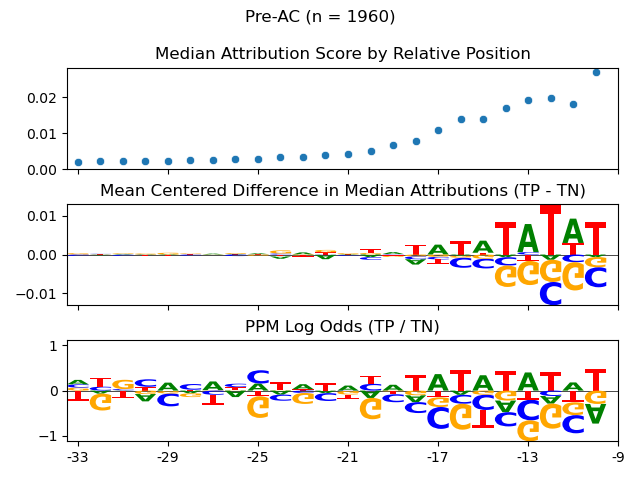 Pre-AC (n = 1960)
Median Attribution Score by Relative Position
0.02
0.01
0.00
Mean Centered Difference in Median Attributions (TP - TN)
0.01
0.00
−0.01
PPM Log Odds (TP / TN)
1
0
−1
-33 -29 -25 -21 -17 -13 -9